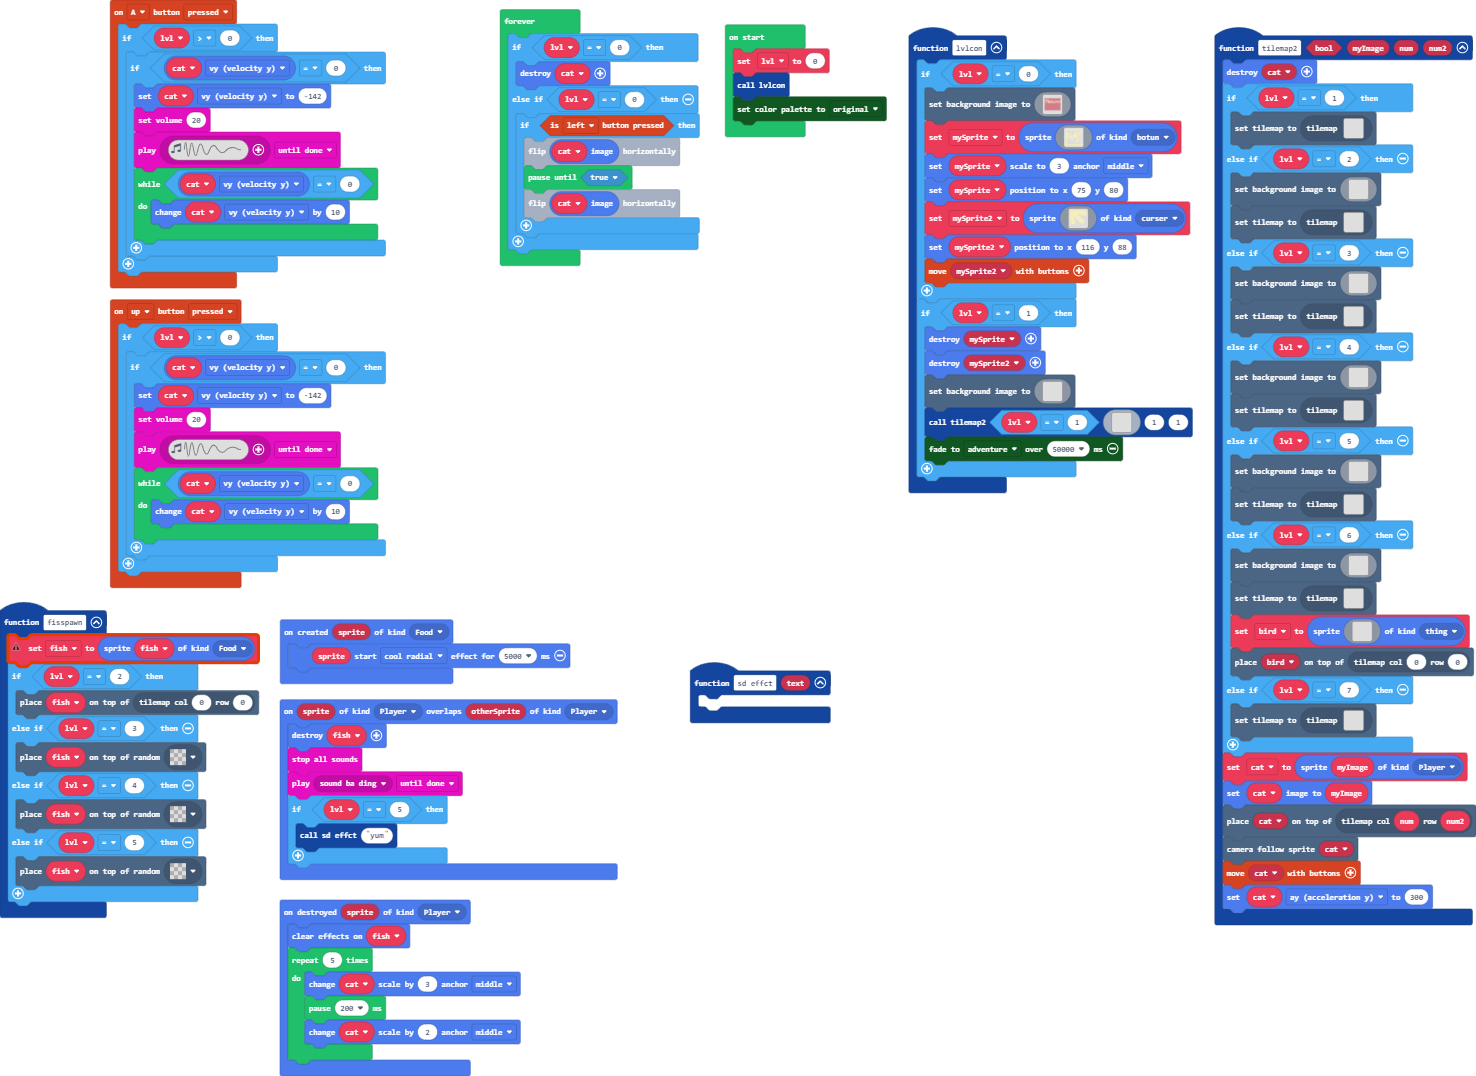 on A button pressed
if lvl > 0 then
if cat vy (velocity y) = 0 then
set cat vy (velocity y) to -142
set volume 20
play until done
while cat vy (velocity y) = 0
do change cat vy (velocity y) by 10
on up button pressed
if lvl > 0 then
if cat vy (velocity y) = 0 then
set cat vy (velocity y) to -142
set volume 20
play until done
while cat vy (velocity y) = 0
do change cat vy (velocity y) by 10
forever
if lvl = 0 then
destroy cat
else if lvl = 0 then
if is left button pressed then
flip cat image horizontally
pause until true
flip cat image horizontally
on start
set lvl to 0
call lvlcon
set color palette to original
function lvlcon
if lvl = 0 then
set background image to
set mySprite to sprite of kind botun
set mySprite scale to 3 anchor middle
set mySprite position to x 75 y 80
set mySprite2 to sprite of kind curser
set mySprite2 position to x 116 y 88
move mySprite2 with buttons
if lvl = 1 then
destroy mySprite
destroy mySprite2
set background image to
call tilemap2 lvl = 1 1 1
fade to adventure over 50000 ms
function tilemap2 bool myImage num num2
destroy cat
if lvl = 1 then
set tilemap to tilemap
else if lvl = 2 then
set background image to
set tilemap to tilemap
else if lvl = 3 then
set background image to
set tilemap to tilemap
else if lvl = 4 then
set background image to
set tilemap to tilemap
else if lvl = 5 then
set background image to
set tilemap to tilemap
else if lvl = 6 then
set background image to
set tilemap to tilemap
set bird to sprite of kind thing
place bird on top of tilemap col 0 row 0
else if lvl = 7 then
set tilemap to tilemap
set cat to sprite myImage of kind Player
set cat image to myImage
place cat on top of tilemap col num row num2
camera follow sprite cat
move cat with buttons
set cat ay (acceleration y) to 300
function fisspawn
set fish to sprite fish of kind Food
if lvl = 2 then
place fish on top of tilemap col 0 row 0
else if lvl = 3 then
place fish on top of random
else if lvl = 4 then
place fish on top of random
else if lvl = 5 then
place fish on top of random
on created sprite of kind Food
sprite start cool radial effect for 5000 ms
on sprite of kind Player overlaps otherSprite of kind Player
destroy fish
stop all sounds
play sound ba ding until done
if lvl = 5 then
call sd effct "yum"
on destroyed sprite of kind Player
clear effects on fish
repeat 5 times
do change cat scale by 3 anchor middle
pause 200 ms
change cat scale by 2 anchor middle
function sd effct text